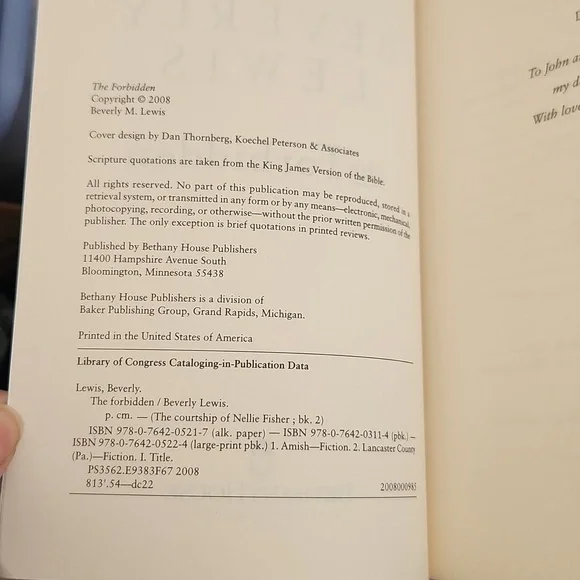 The Forbidden
Copyright © 2008
Beverly M. Lewis
Cover design by Dan Thornberg, Koechel Peterson & Associates
Scripture quotations are taken from the King James Version of the Bible.
All rights reserved. No part of this publication may be reproduced, stored in a
retrieval system, or transmitted in any form or by any means—electronic, mechanical,
photocopying, recording, or otherwise—without the prior written permission of the
publisher. The only exception is brief quotations in printed reviews.
Published by Bethany House Publishers
11400 Hampshire Avenue South
Bloomington, Minnesota 55438
Bethany House Publishers is a division of
Baker Publishing Group, Grand Rapids, Michigan.
Printed in the United States of America
Library of Congress Cataloging-in-Publication Data
Lewis, Beverly.
The forbidden / Beverly Lewis.
p. cm. — (The courtship of Nellie Fisher ; bk. 2)
ISBN 978-0-7642-0521-7 (alk. paper) — ISBN 978-0-7642-0311-4 (pbk.) —
ISBN 978-0-7642-0522-4 (large-print pbk.) 1. Amish—Fiction. 2. Lancaster County
(Pa.)—Fiction. I. Title.
PS3562.E9383F67 2008
813'.54—dc22 2008000985
To John
my
With love